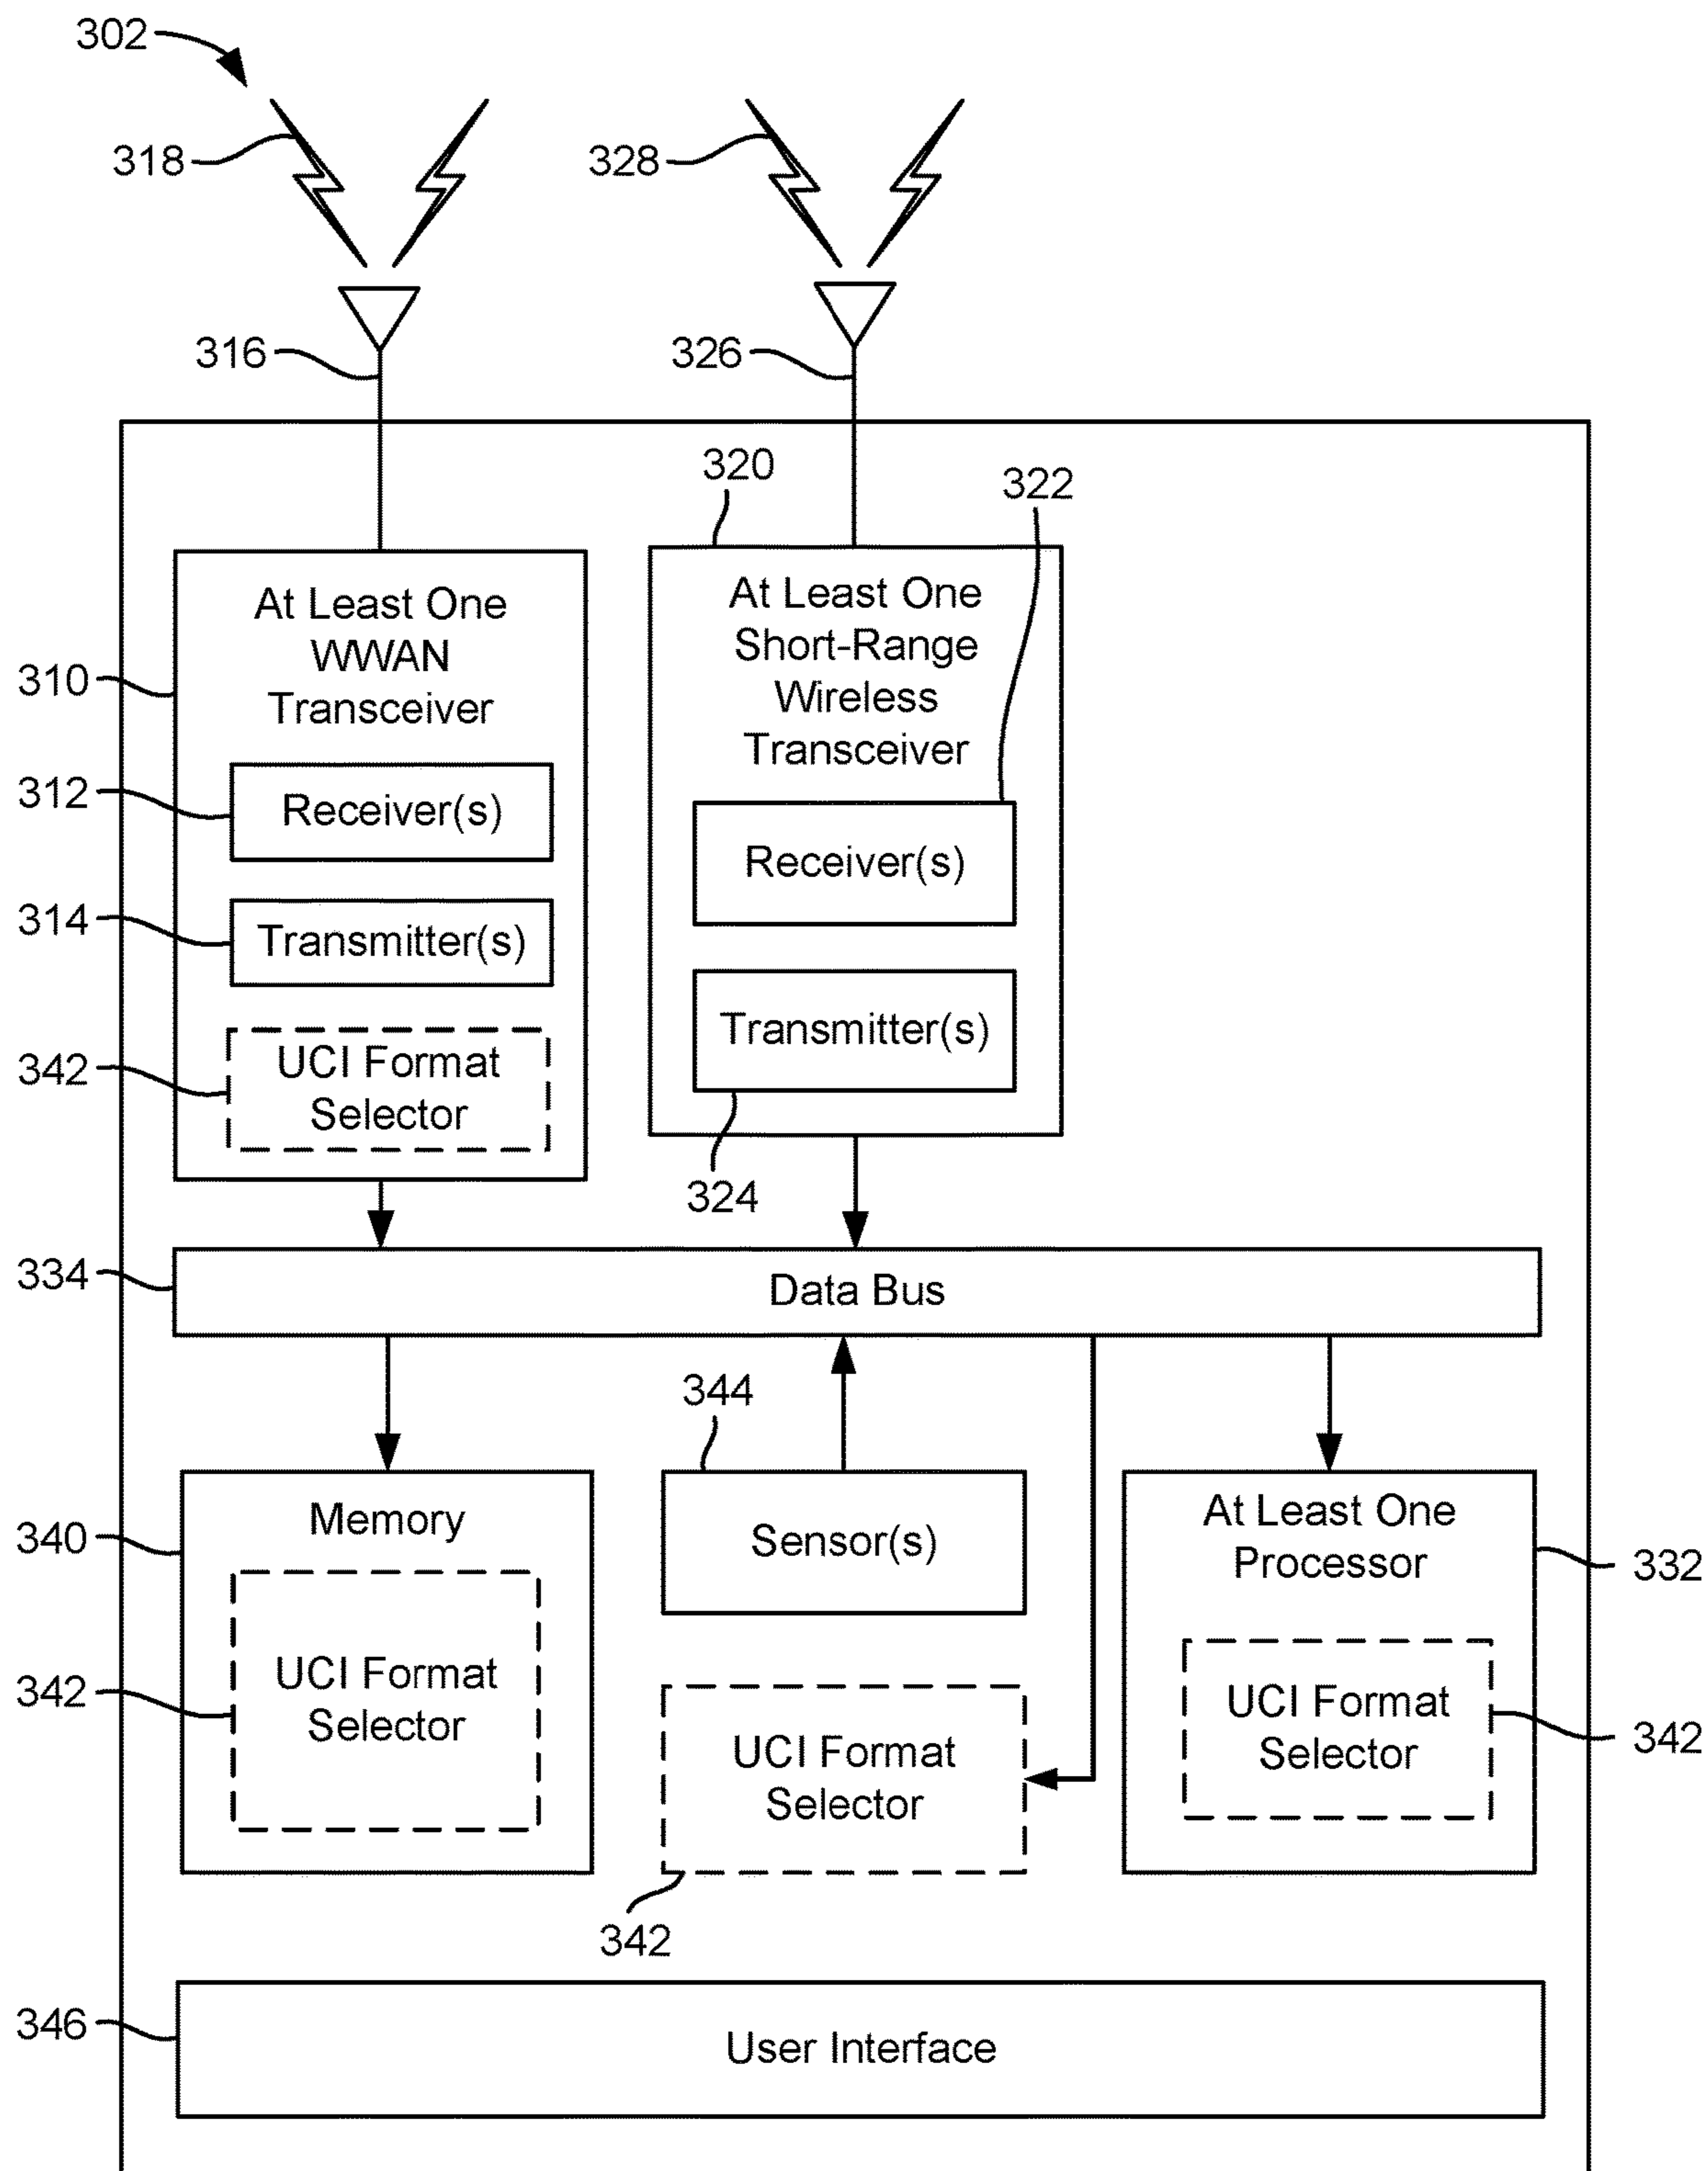 302
318
328
316
326
320
322
At Least One
WWAN
Transceiver
310
At Least One
Short-Range
Wireless
Transceiver
312
Receiver(s)
Receiver(s)
314
Transmitter(s)
Transmitter(s)
342
UCI Format
Selector
324
334
Data Bus
344
340
Memory
Sensor(s)
At Least One
Processor
332
342
UCI Format
Selector
UCI Format
Selector
UCI Format
Selector
342
342
346
User Interface